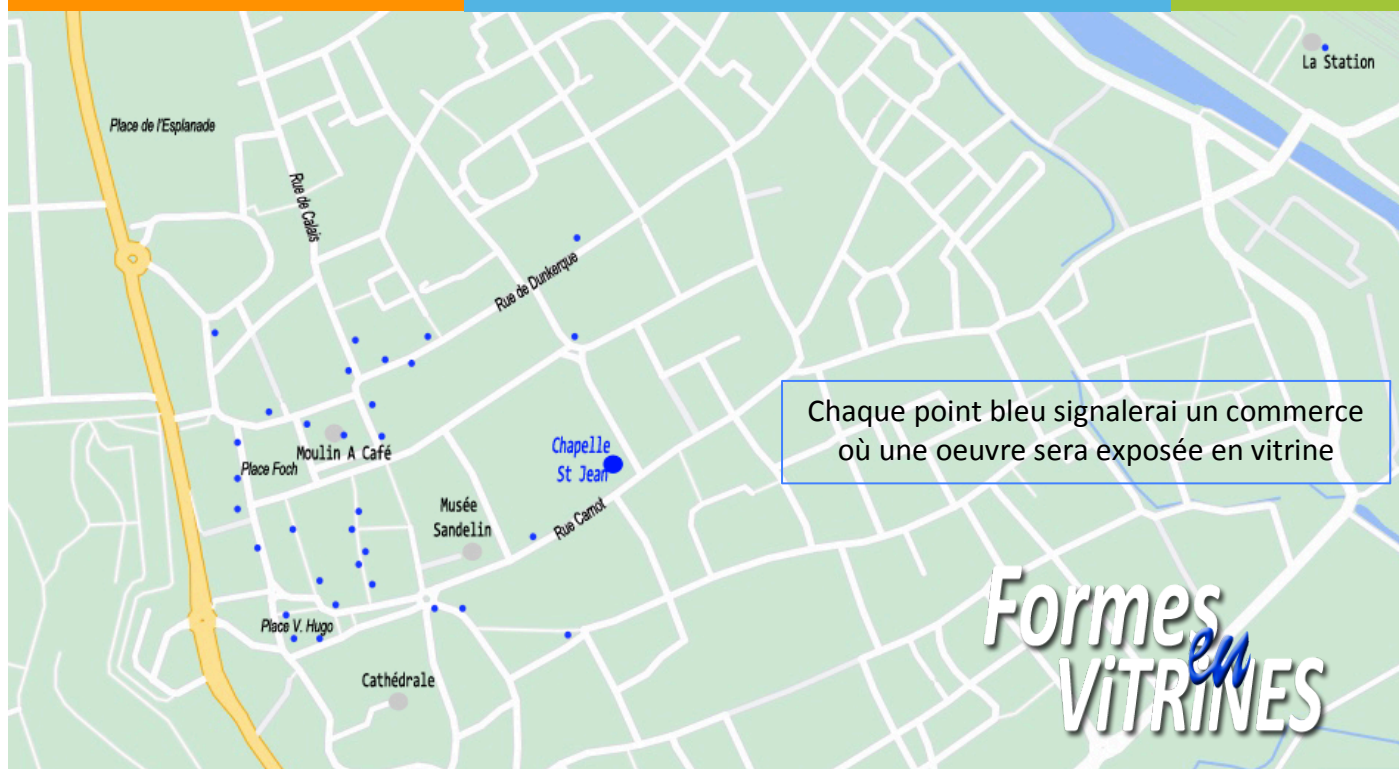 La Station
Place de l'Esplanade
Rue de Calais
Rue de Dunkerque
Chaque point bleu signalerai un commerce
où une oeuvre sera exposée en vitrine
Moulin A Café
Place Foch
Chapelle
St Jean
Musée
Sandelin
Rue Carnot
Place V. Hugo
Cathédrale
Formes
en
ViTRiNES